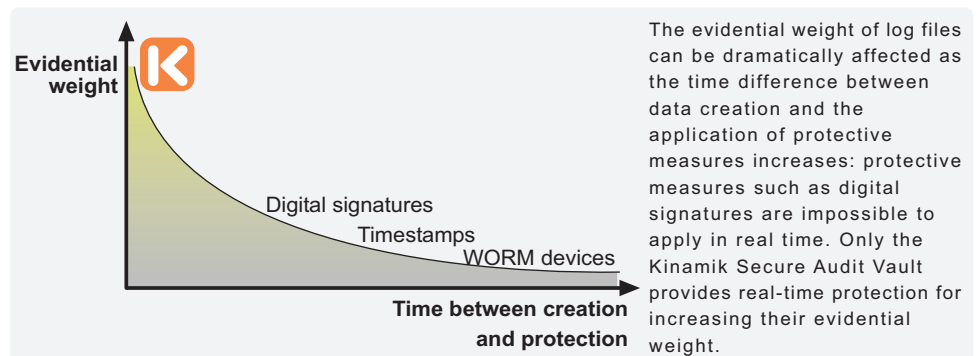 Evidential
weight
K
Digital signatures
Timestamps
WORM devices
Time between creation
and protection
The evidential weight of log files
can be dramatically affected as
the time difference between
data creation and the
application of protective
measures increases: protective
measures such as digital
signatures are impossible to
apply in real time. Only the
Kinamik Secure Audit Vault
provides real-time protection for
increasing their evidential
weight.